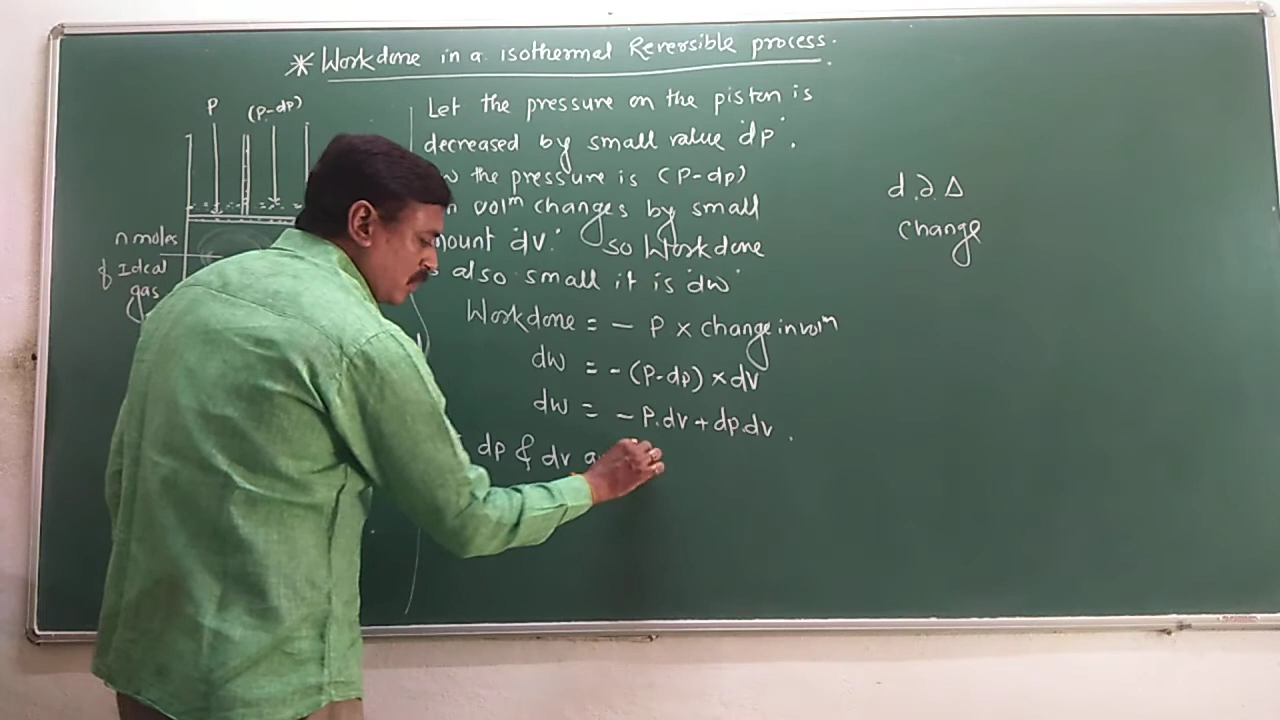 * Workdone in a isothermal Reversible process.
P (P-dp)
n moles
of Ideal
gas
Let the pressure on the piston is
decreased by small value 'dp'.
the pressure is (P-dp)
volm changes by small
'dv.' so Workdone
also small it is 'dw'
Workdone = - P × change in volm
dw = -(P-dp) × dv
dw = - P.dv + dp.dv.
dp & dv
d. ∂ Δ
change